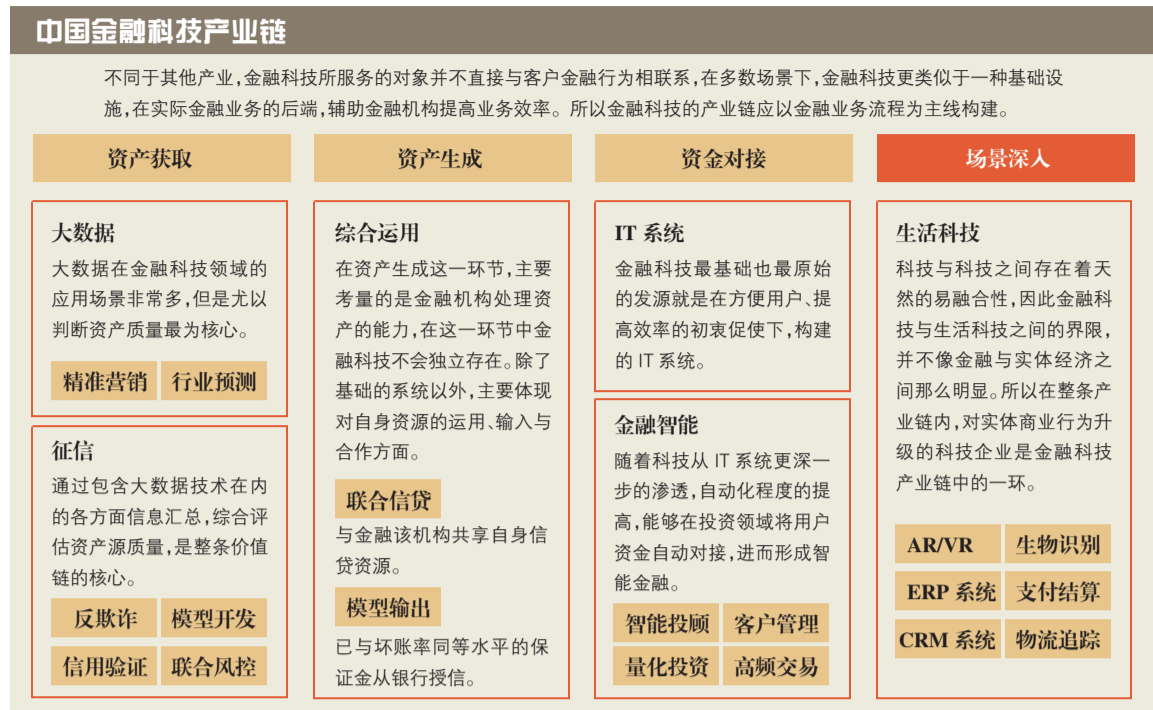 中国金融科技产业链
不同于其他产业,金融科技所服务的对象并不直接与客户金融行为相联系,在多数场景下,金融科技更类似于一种基础设
施,在实际金融业务的后端,辅助金融机构提高业务效率。所以金融科技的产业链应以金融业务流程为主线构建。
资产获取
大数据
大数据在金融科技领域的
应用场景非常多,但是尤以
判断资产质量最为核心。
精准营销 行业预测
征信
通过包含大数据技术在内
的各方面信息汇总,综合评
估资产源质量,是整条价值
链的核心。
反欺诈 模型开发
信用验证 联合风控
资产生成
综合运用
在资产生成这一环节,主要
考量的是金融机构处理资
产的能力,在这一环节中金
融科技不会独立存在。除了
基础的系统以外,主要体现
对自身资源的运用、输入与
合作方面。
联合信贷
与金融该机构共享自身信
贷资源。
模型输出
已与坏账率同等水平的保
证金从银行授信。
资金对接
IT 系统
金融科技最基础也最原始
的发源就是在方便用户、提
高效率的初衷促使下,构建
的 IT 系统。
金融智能
随着科技从 IT 系统更深一
步的渗透,自动化程度的提
高,能够在投资领域将用户
资金自动对接,进而形成智
能金融。
智能投顾 客户管理
量化投资 高频交易
场景深入
生活科技
科技与科技之间存在着天
然的易融合性,因此金融科
技与生活科技之间的界限,
并不像金融与实体经济之
间那么明显。所以在整条产
业链内,对实体商业行为升
级的科技企业是金融科技
产业链中的一环。
AR/VR 生物识别
ERP 系统 支付结算
CRM 系统 物流追踪